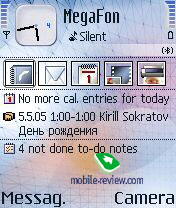 MegaFon
Silent
No more cal. entries for today
5.5.05 1:00-1:00 Kirill Sokratov
День рождения
4 not done to-do notes
mobile-review.com
Messag. Camera